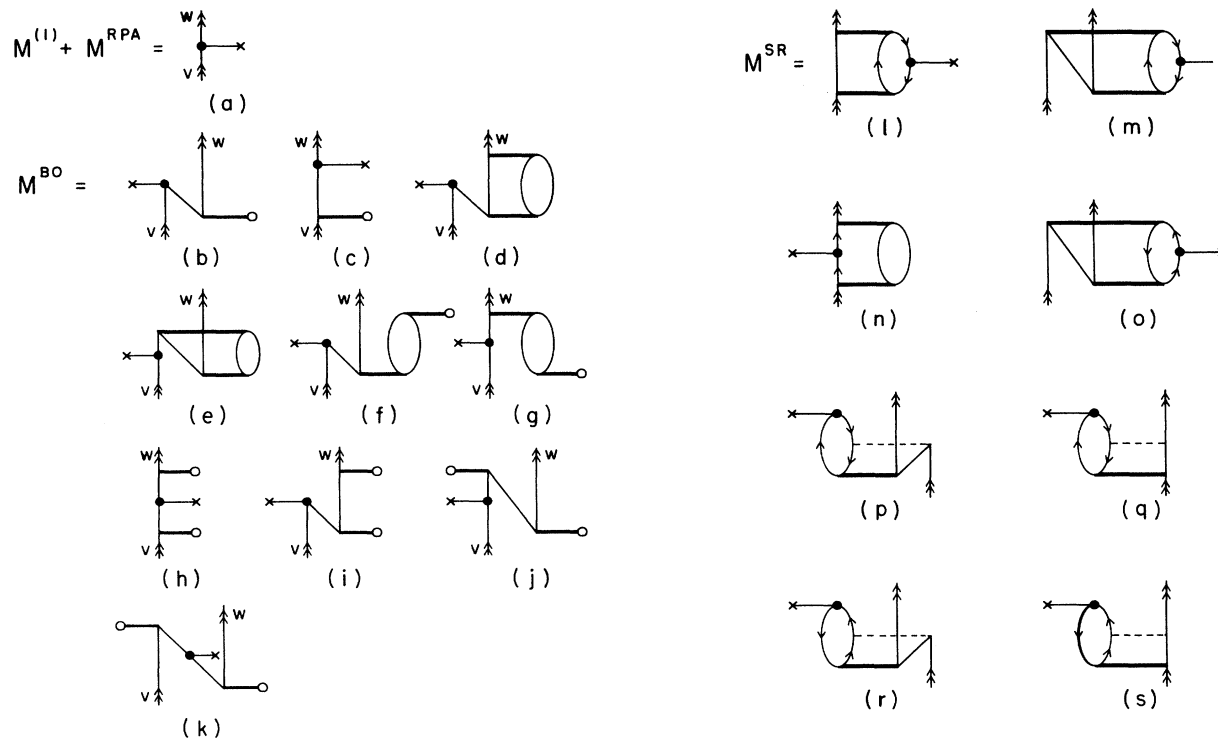 M^(1) + M^RPA =
w
v
(a)
M^BO =
w
v
(b)
w
v
(c)
w
v
(d)
w
v
(e)
w
v
(f)
w
v
(g)
w
v
(h)
w
v
(i)
w
v
(j)
w
v
(k)
M^SR =
(l)
(m)
(n)
(o)
(p)
(q)
(r)
(s)